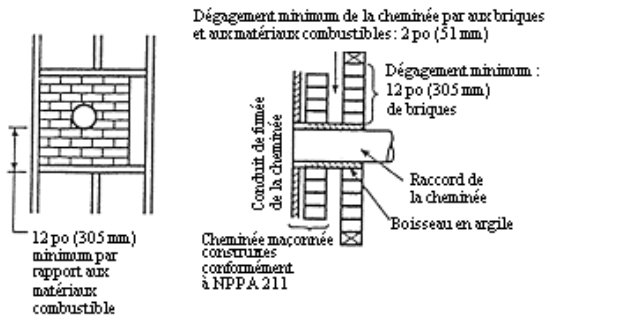 Dégagement minimum de la cheminée par aux briques
et aux matériaux combustibles : 2 po (51 mm)
Dégagement minimum :
12 po (305 mm)
de briques
Conduit de fumée
de la cheminée
Raccord de
la cheminée
Boisseau en argile
12 po (305 mm)
minimum par
rapport aux
matériaux
combustible
Cheminée maçonnée
construites
conformément
à NPPA 211